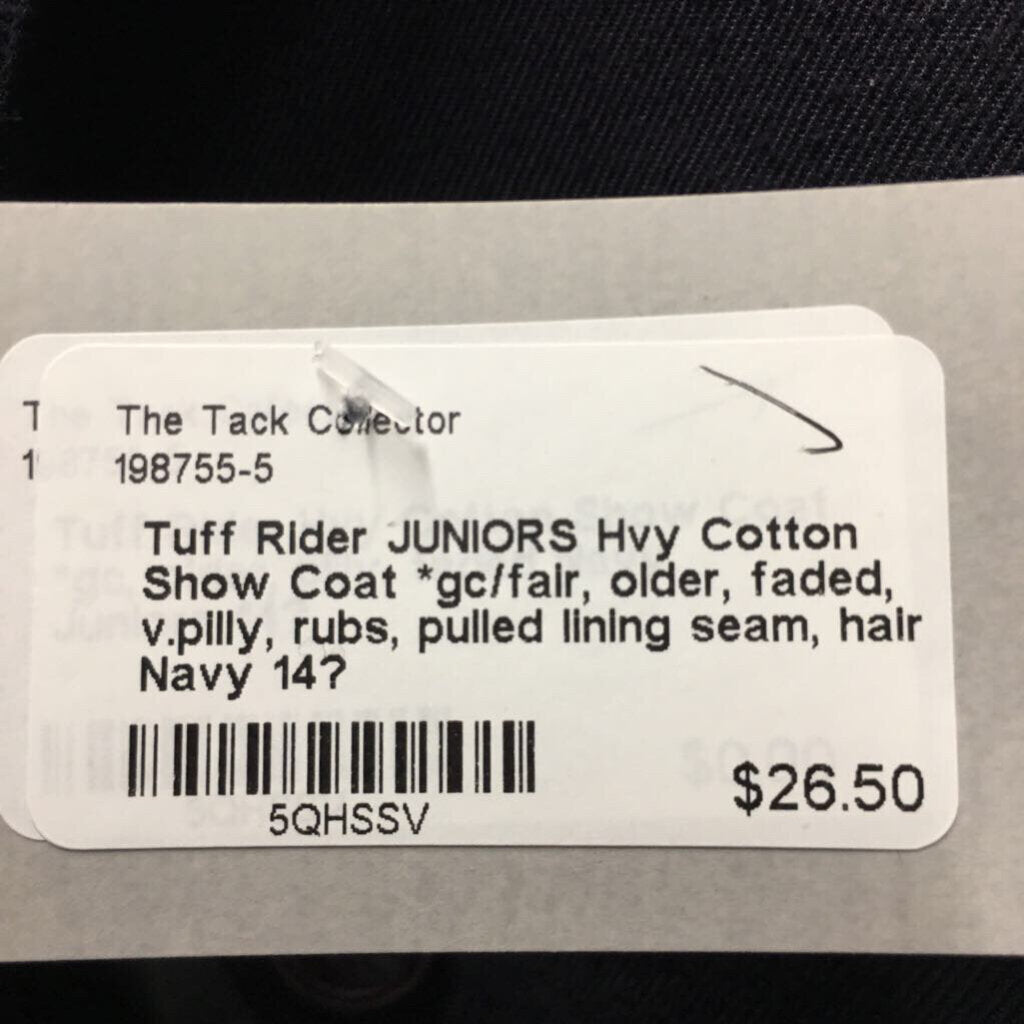 The Tack Collector
198755-5
Tuff Rider JUNIORS Hvy Cotton
Show Coat *gc/fair, older, faded,
v.pilly, rubs, pulled lining seam, hair
Navy 14?
5QHSSV
$26.50